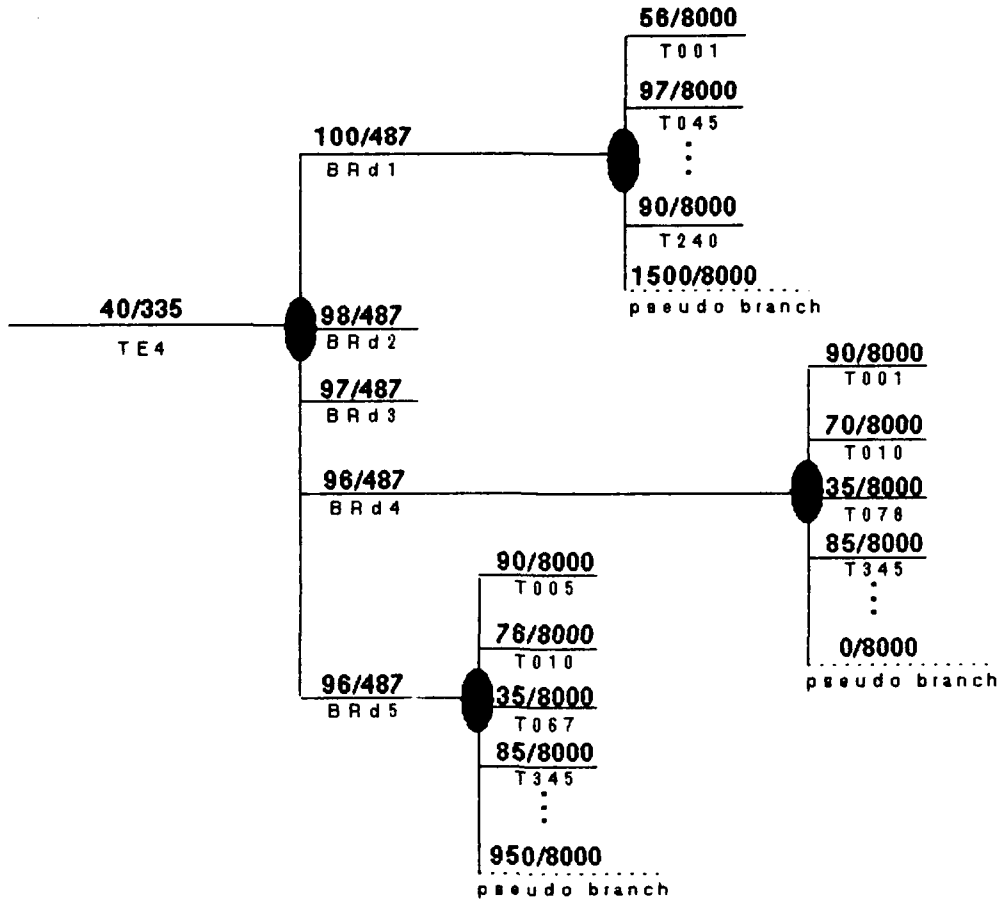 56/8000
T001
97/8000
T045
100/487
BRd1
90/8000
T240
1500/8000
pseudo branch
40/335
TE4
98/487
BRd2
97/487
BRd3
96/487
BRd4
90/8000
T001
70/8000
T010
35/8000
T078
85/8000
T345
0/8000
pseudo branch
96/487
BRd5
90/8000
T005
76/8000
T010
35/8000
T067
85/8000
T345
950/8000
pseudo branch